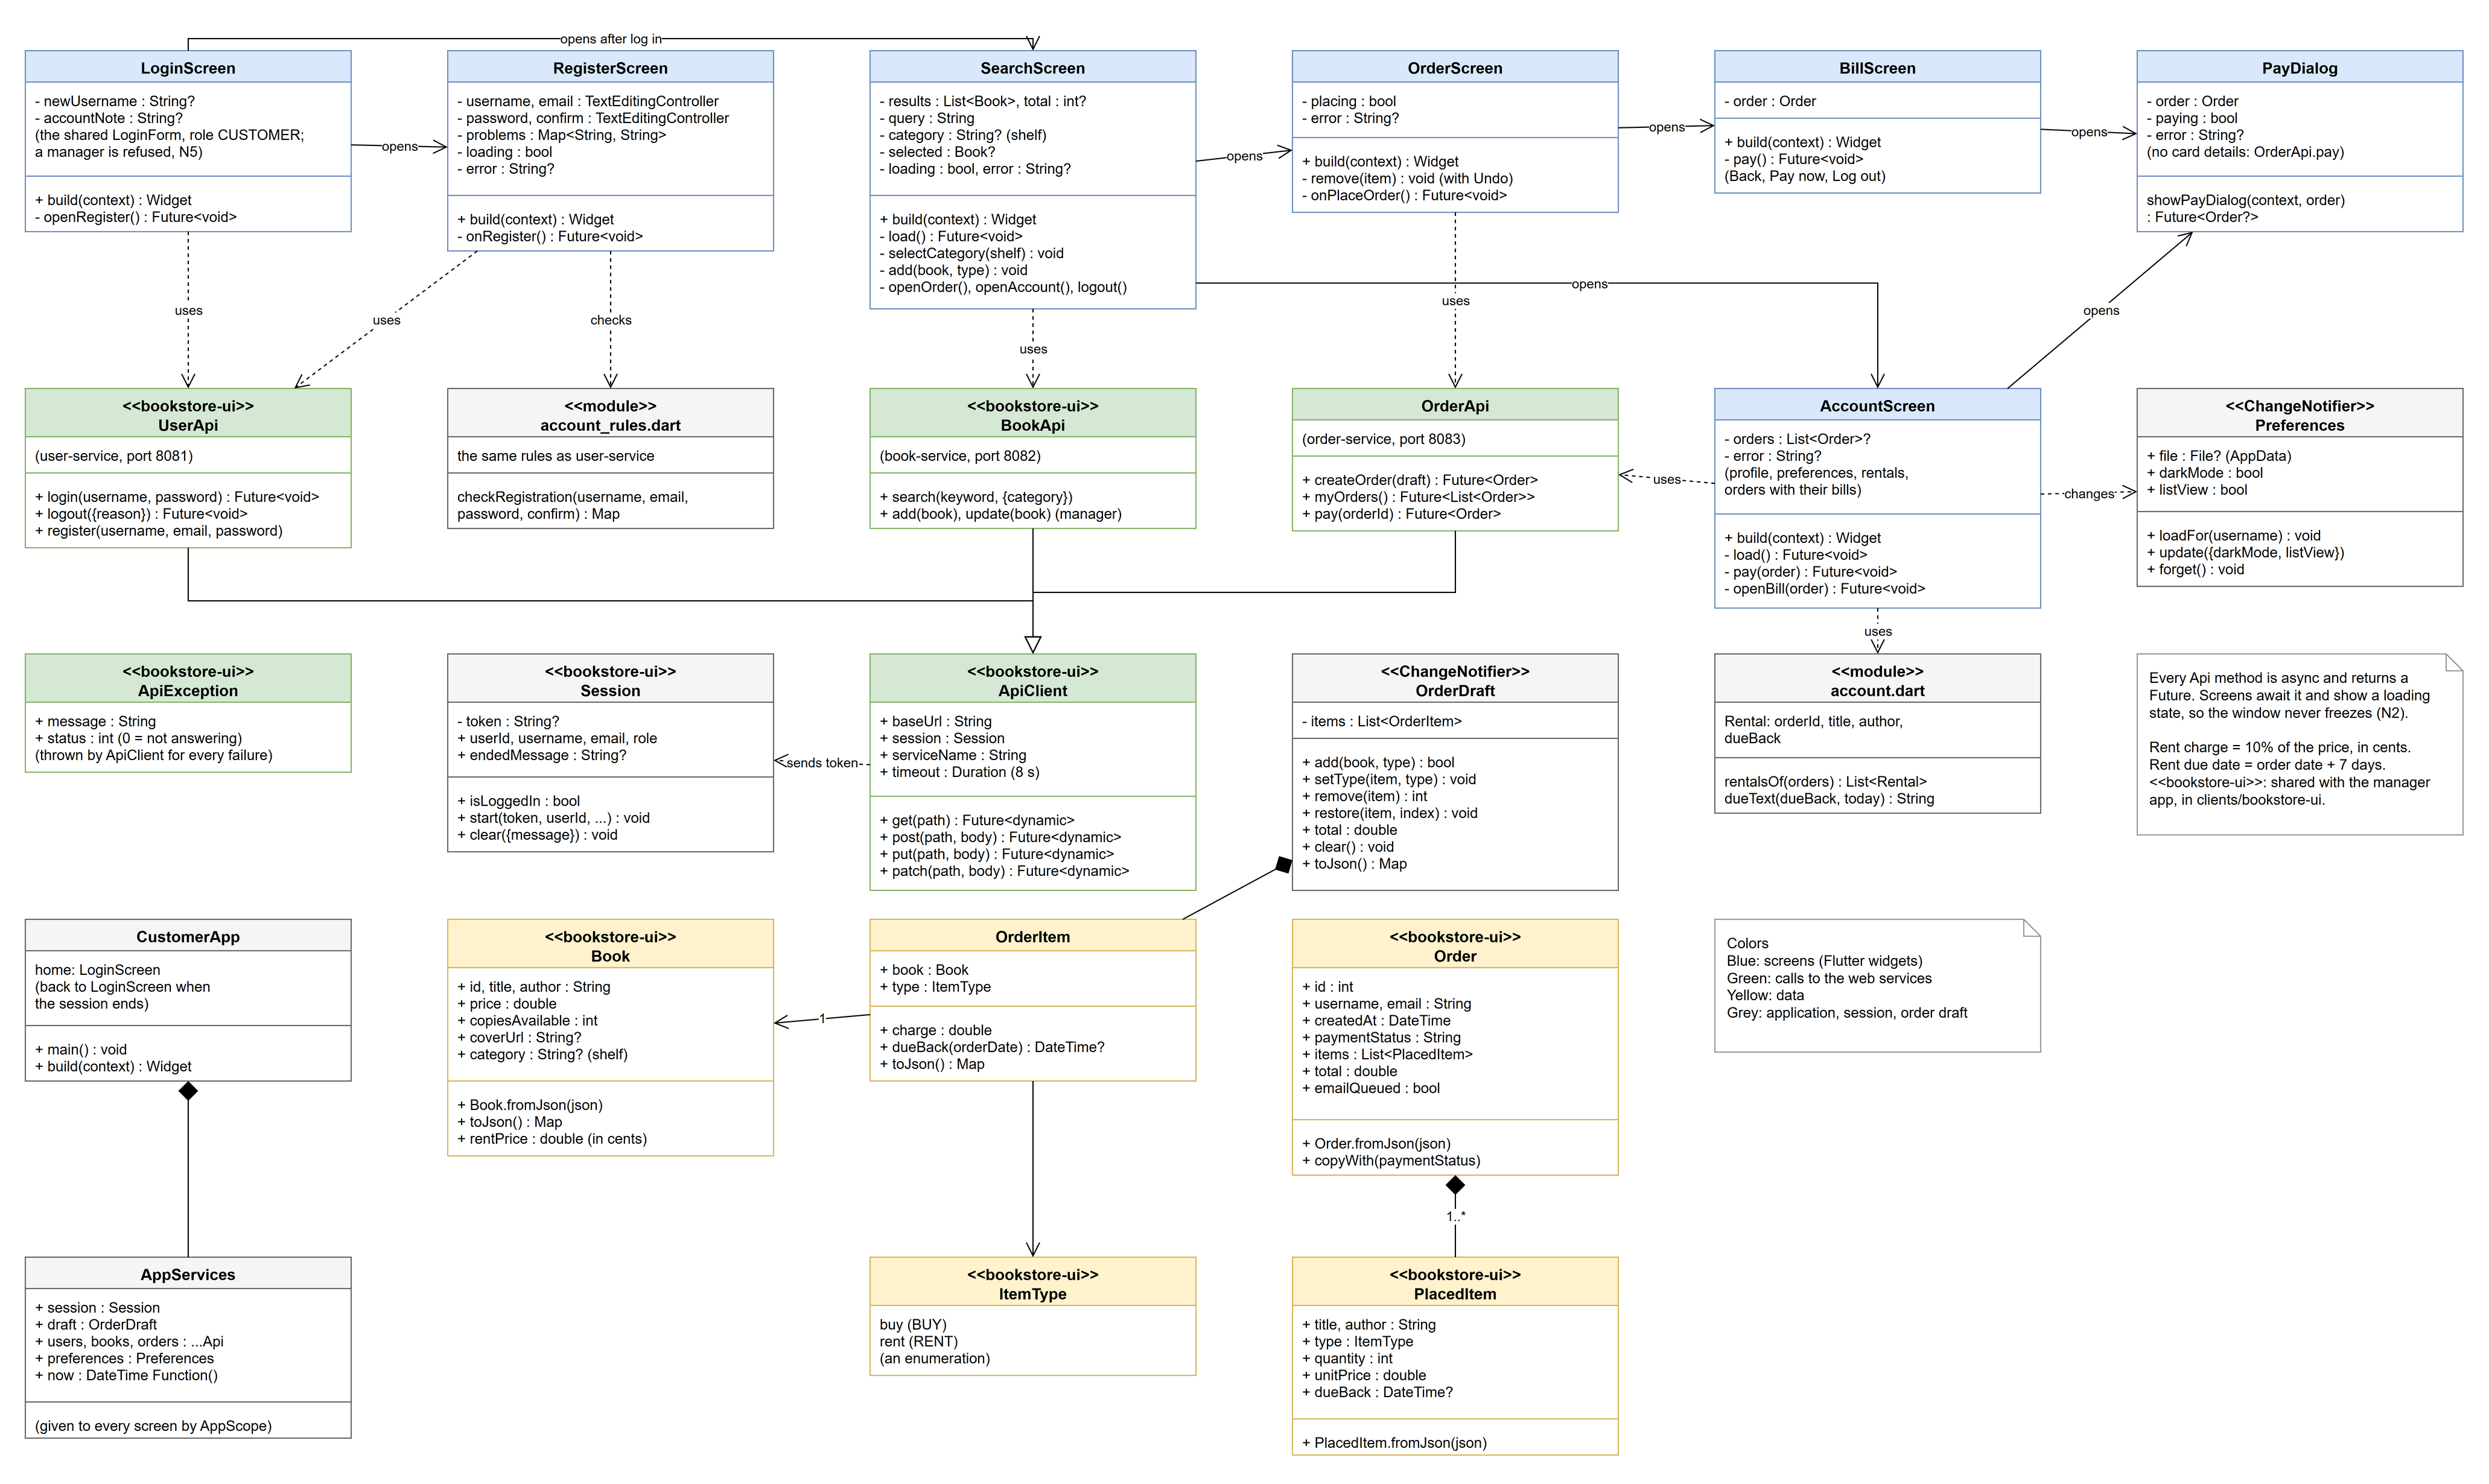 opens after log in
LoginScreen
- newUsername : String?
- accountNote : String?
(the shared LoginForm, role CUSTOMER;
a manager is refused, N5)
+ build(context) : Widget
- openRegister() : Future<void>
opens
RegisterScreen
- username, email : TextEditingController
- password, confirm : TextEditingController
- problems : Map<String, String>
- loading : bool
- error : String?
+ build(context) : Widget
- onRegister() : Future<void>
SearchScreen
- results : List<Book>, total : int?
- query : String
- category : String? (shelf)
- selected : Book?
- loading : bool, error : String?
+ build(context) : Widget
- load() : Future<void>
- selectCategory(shelf) : void
- add(book, type) : void
- openOrder(), openAccount(), logout()
opens
OrderScreen
- placing : bool
- error : String?
+ build(context) : Widget
- remove(item) : void (with Undo)
- onPlaceOrder() : Future<void>
opens
BillScreen
- order : Order
+ build(context) : Widget
- pay() : Future<void>
(Back, Pay now, Log out)
opens
PayDialog
- order : Order
- paying : bool
- error : String?
(no card details: OrderApi.pay)
showPayDialog(context, order)
: Future<Order?>
uses
uses
checks
uses
uses
opens
opens
<<bookstore-ui>>
UserApi
(user-service, port 8081)
+ login(username, password) : Future<void>
+ logout({reason}) : Future<void>
+ register(username, email, password)
<<module>>
account_rules.dart
the same rules as user-service
checkRegistration(username, email,
password, confirm) : Map
<<bookstore-ui>>
BookApi
(book-service, port 8082)
+ search(keyword, {category})
+ add(book), update(book) (manager)
OrderApi
(order-service, port 8083)
+ createOrder(draft) : Future<Order>
+ myOrders() : Future<List<Order>>
+ pay(orderId) : Future<Order>
uses
AccountScreen
- orders : List<Order>?
- error : String?
(profile, preferences, rentals,
orders with their bills)
+ build(context) : Widget
- load() : Future<void>
- pay(order) : Future<void>
- openBill(order) : Future<void>
changes
<<ChangeNotifier>>
Preferences
+ file : File? (AppData)
+ darkMode : bool
+ listView : bool
+ loadFor(username) : void
+ update({darkMode, listView})
+ forget() : void
uses
<<bookstore-ui>>
ApiException
+ message : String
+ status : int (0 = not answering)
(thrown by ApiClient for every failure)
<<bookstore-ui>>
Session
- token : String?
+ userId, username, email, role
+ endedMessage : String?
+ isLoggedIn : bool
+ start(token, userId, ...) : void
+ clear({message}) : void
sends token
<<bookstore-ui>>
ApiClient
+ baseUrl : String
+ session : Session
+ serviceName : String
+ timeout : Duration (8 s)
+ get(path) : Future<dynamic>
+ post(path, body) : Future<dynamic>
+ put(path, body) : Future<dynamic>
+ patch(path, body) : Future<dynamic>
<<ChangeNotifier>>
OrderDraft
- items : List<OrderItem>
+ add(book, type) : bool
+ setType(item, type) : void
+ remove(item) : int
+ restore(item, index) : void
+ total : double
+ clear() : void
+ toJson() : Map
<<module>>
account.dart
Rental: orderId, title, author,
dueBack
rentalsOf(orders) : List<Rental>
dueText(dueBack, today) : String
Every Api method is async and returns a
Future. Screens await it and show a loading
state, so the window never freezes (N2).
Rent charge = 10% of the price, in cents.
Rent due date = order date + 7 days.
<<bookstore-ui>>: shared with the manager
app, in clients/bookstore-ui.
CustomerApp
home: LoginScreen
(back to LoginScreen when
the session ends)
+ main() : void
+ build(context) : Widget
<<bookstore-ui>>
Book
+ id, title, author : String
+ price : double
+ copiesAvailable : int
+ coverUrl : String?
+ category : String? (shelf)
+ Book.fromJson(json)
+ toJson() : Map
+ rentPrice : double (in cents)
1
OrderItem
+ book : Book
+ type : ItemType
+ charge : double
+ dueBack(orderDate) : DateTime?
+ toJson() : Map
<<bookstore-ui>>
Order
+ id : int
+ username, email : String
+ createdAt : DateTime
+ paymentStatus : String
+ items : List<PlacedItem>
+ total : double
+ emailQueued : bool
+ Order.fromJson(json)
+ copyWith(paymentStatus)
Colors
Blue: screens (Flutter widgets)
Green: calls to the web services
Yellow: data
Grey: application, session, order draft
1..*
AppServices
+ session : Session
+ draft : OrderDraft
+ users, books, orders : ...Api
+ preferences : Preferences
+ now : DateTime Function()
(given to every screen by AppScope)
<<bookstore-ui>>
ItemType
buy (BUY)
rent (RENT)
(an enumeration)
<<bookstore-ui>>
PlacedItem
+ title, author : String
+ type : ItemType
+ quantity : int
+ unitPrice : double
+ dueBack : DateTime?
+ PlacedItem.fromJson(json)